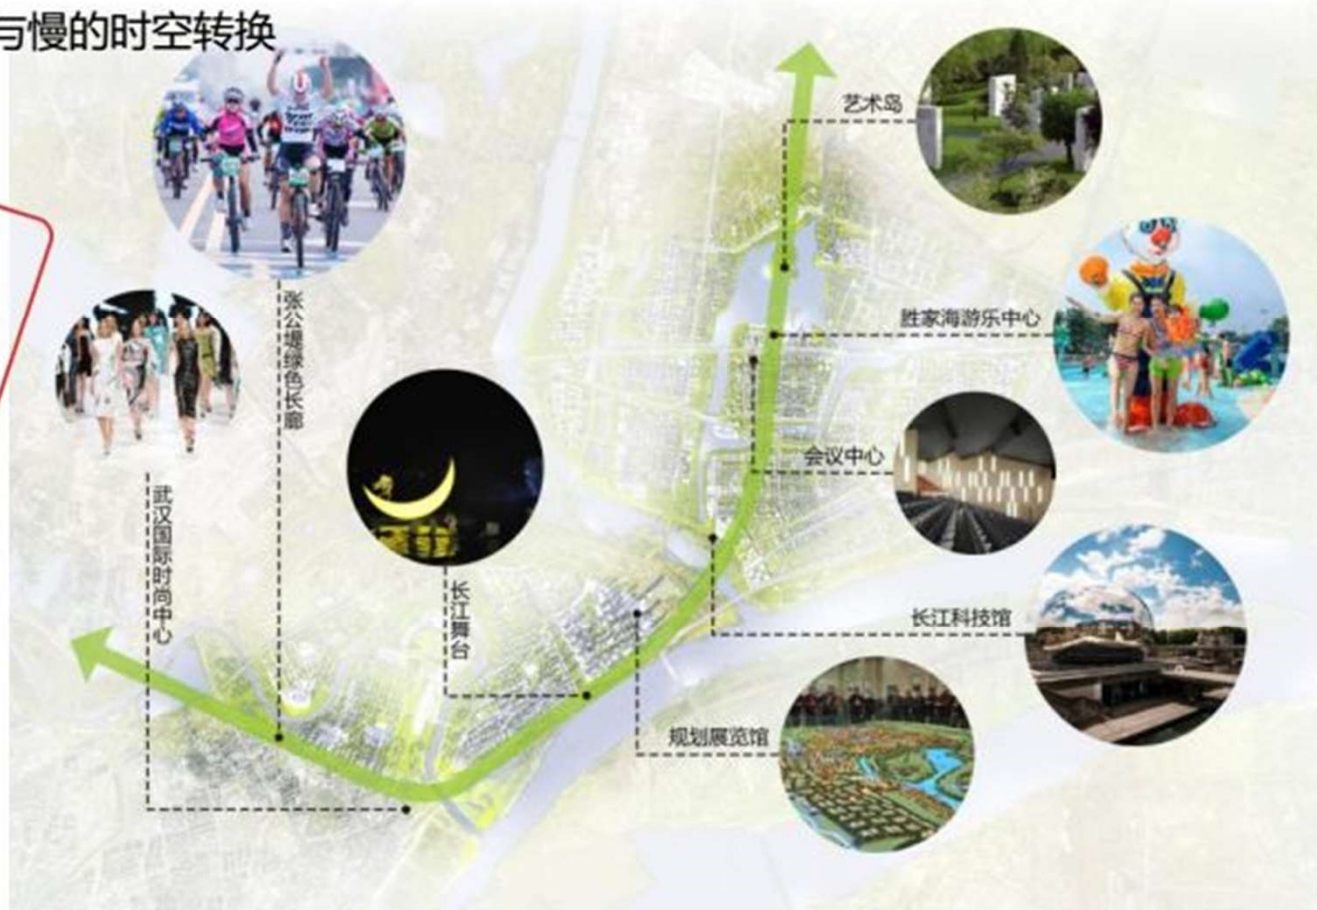 与慢的时空转换
艺术岛
张公堤绿色长廊
胜家海游乐中心
会议中心
武汉国际时尚中心
长江舞台
长江科技馆
规划展览馆